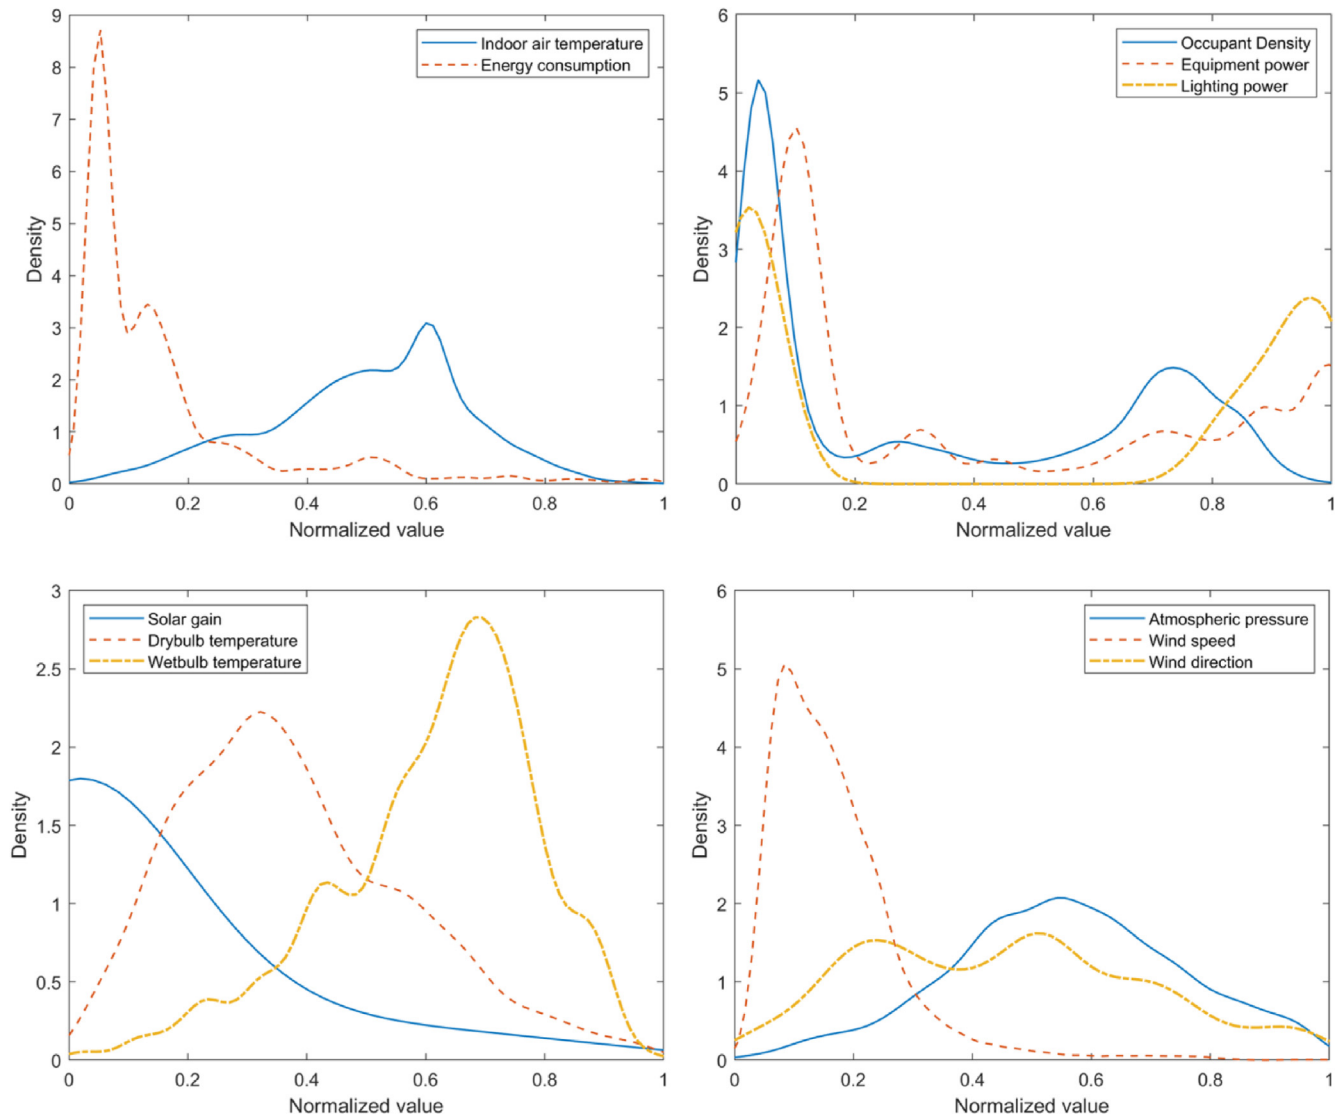 9
8
7
6
5
4
3
2
1
0
Density
Indoor air temperature
Energy consumption
0 0.2 0.4 0.6 0.8 1
Normalized value
6
5
4
3
2
1
0
Density
Occupant Density
Equipment power
Lighting power
0 0.2 0.4 0.6 0.8 1
Normalized value
3
2.5
2
1.5
1
0.5
0
Density
Solar gain
Drybulb temperature
Wetbulb temperature
0 0.2 0.4 0.6 0.8 1
Normalized value
6
5
4
3
2
1
0
Density
Atmospheric pressure
Wind speed
Wind direction
0 0.2 0.4 0.6 0.8 1
Normalized value